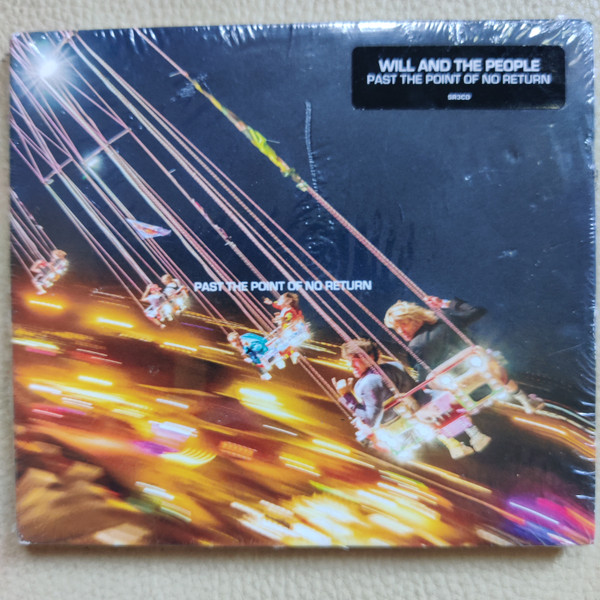 WILL AND THE PEOPLE
PAST THE POINT OF NO RETURN
SR3CD
PAST THE POINT OF NO RETURN